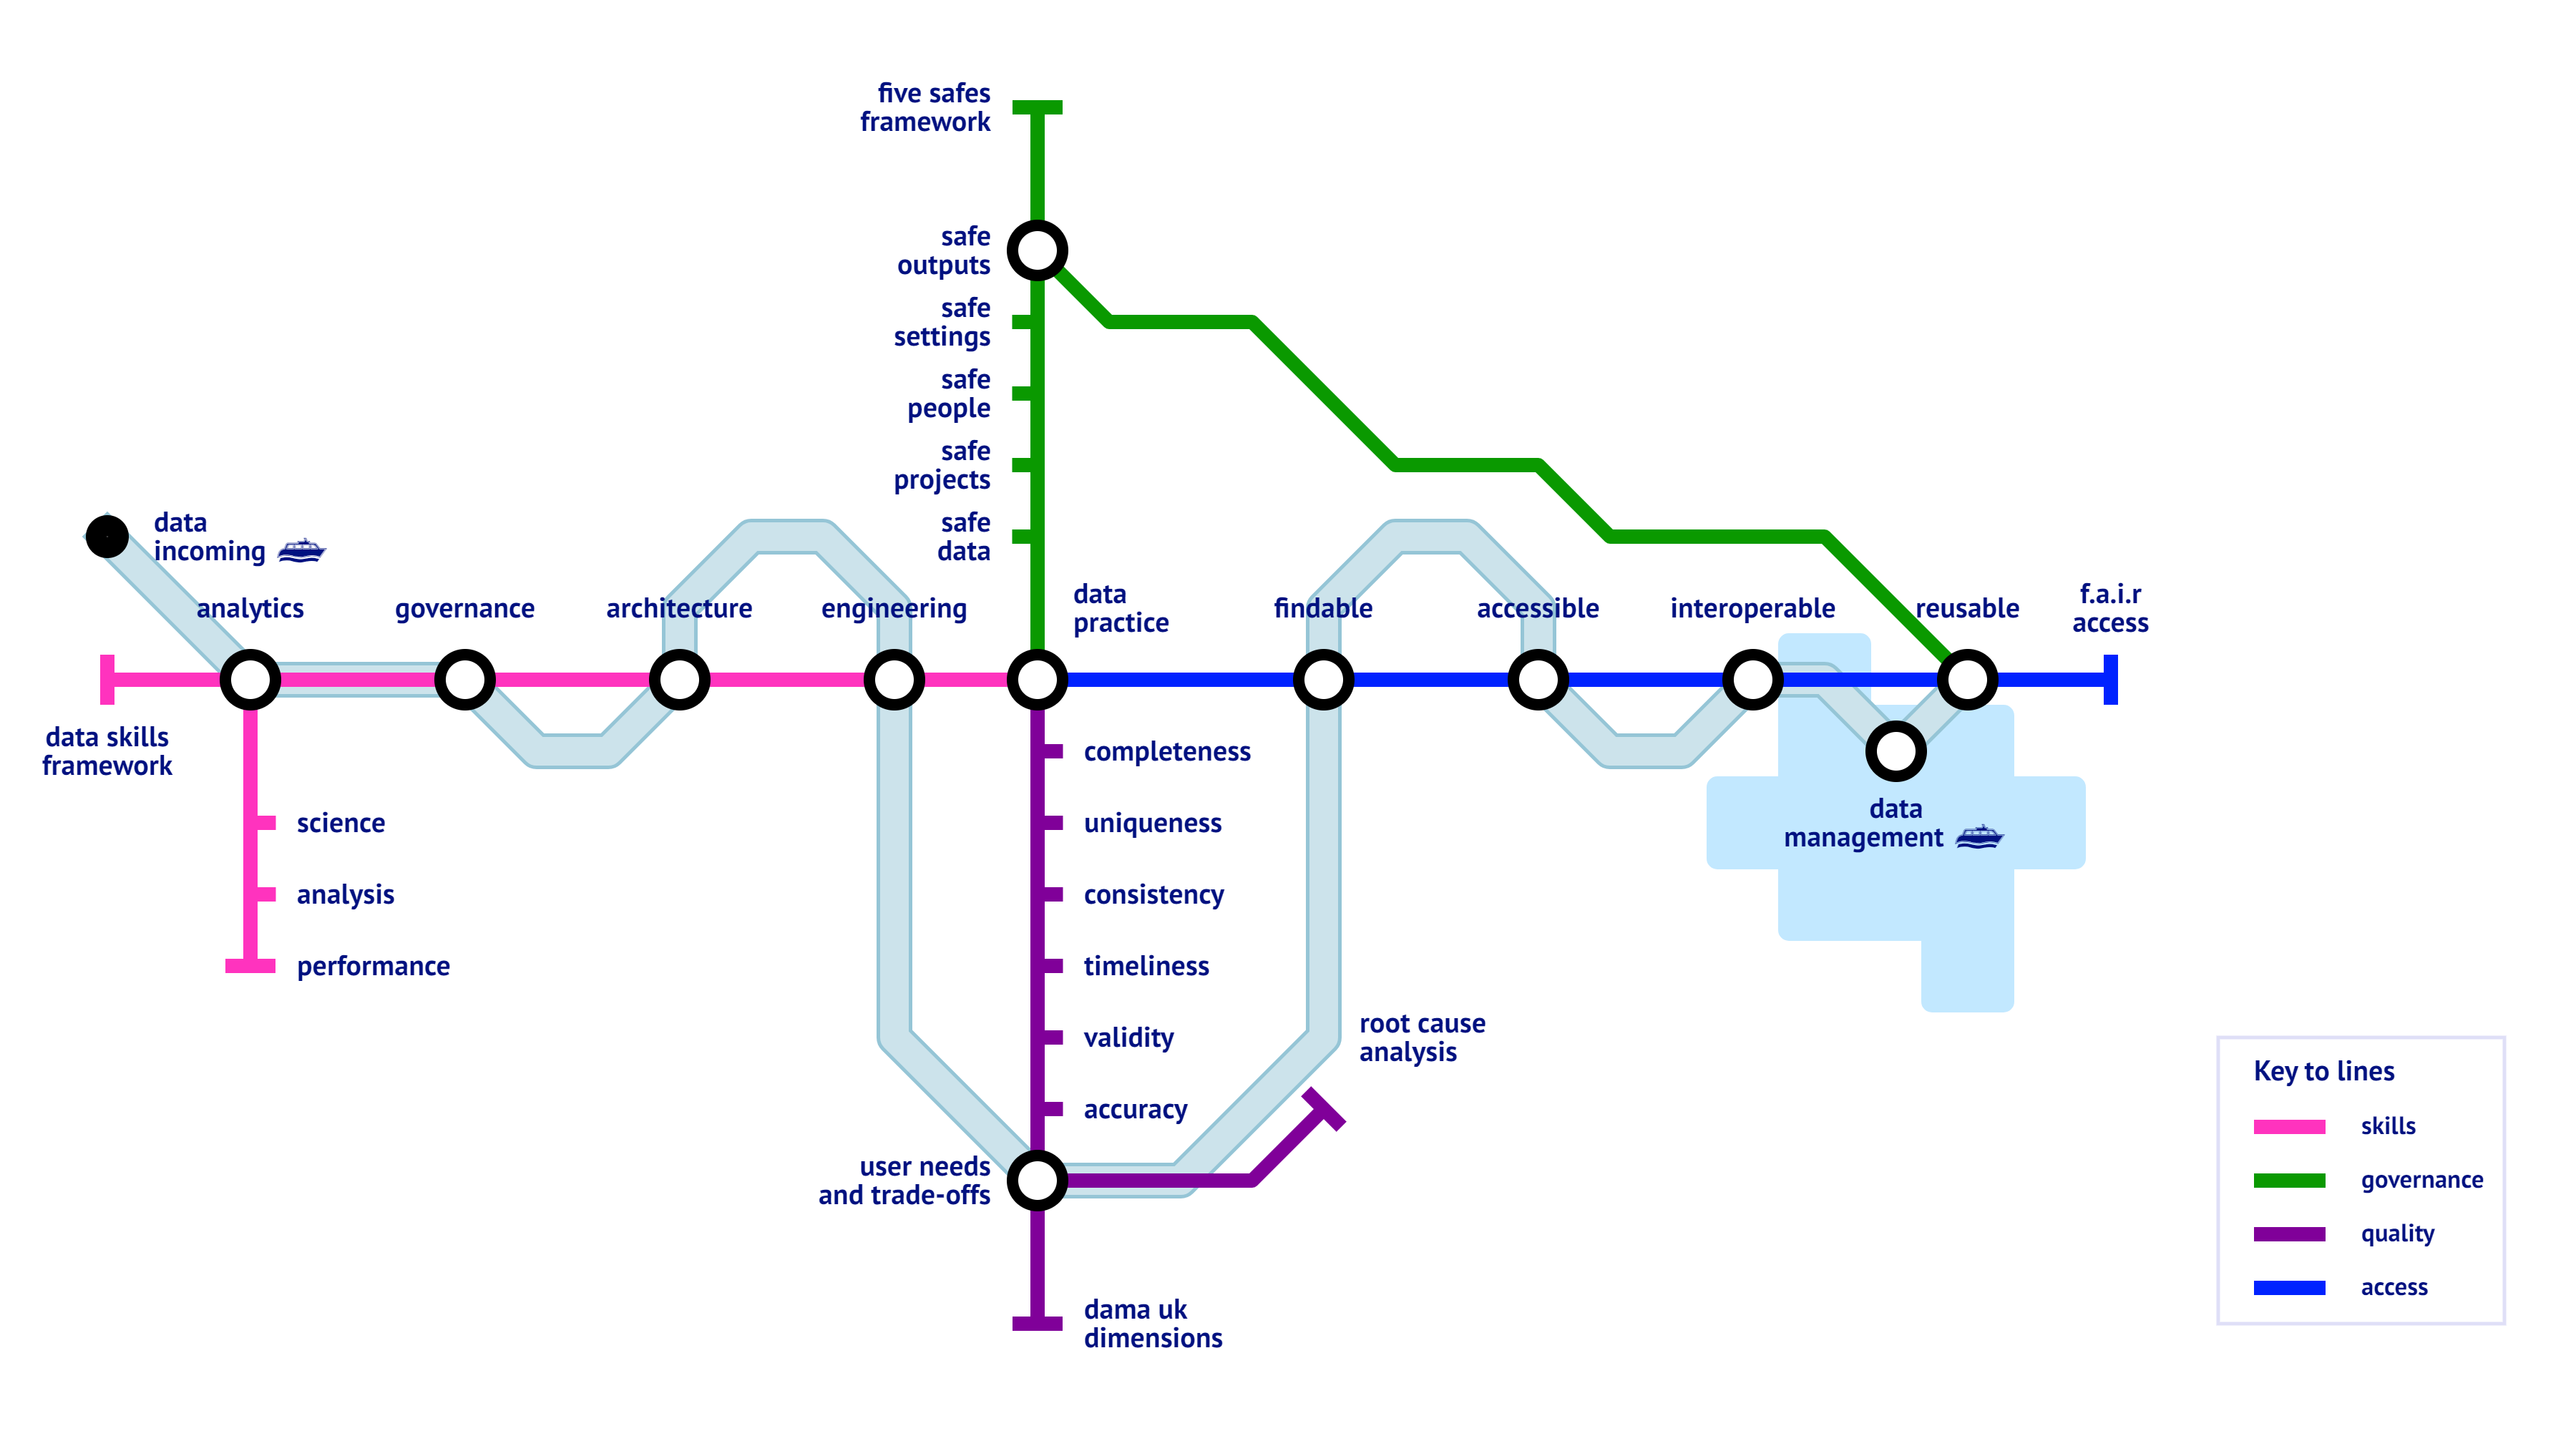 five safes
framework
safe
outputs
safe
settings
safe
people
safe
projects
safe
data
data
incoming
analytics
governance
architecture
engineering
data
practice
findable
accessible
interoperable
reusable
f.a.i.r
access
data skills
framework
science
analysis
performance
completeness
uniqueness
consistency
timeliness
validity
accuracy
data
management
root cause
analysis
user needs
and trade-offs
dama uk
dimensions
Key to lines
skills
governance
quality
access